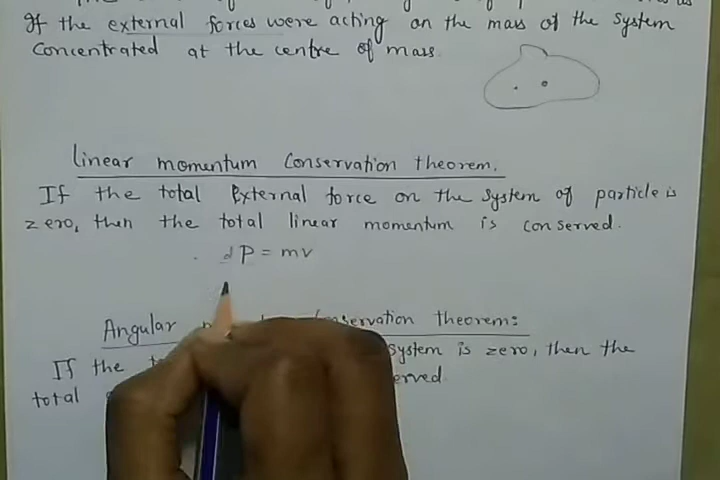 If the external forces were acting on the mass of the system
Concentrated at the centre of mass.
Linear momentum Conservation theorem.
If the total External force on the System of particle is
zero, then the total linear momentum is conserved.
dP = mv
Angular conservation theorem:
If the system is zero, then the
total erved